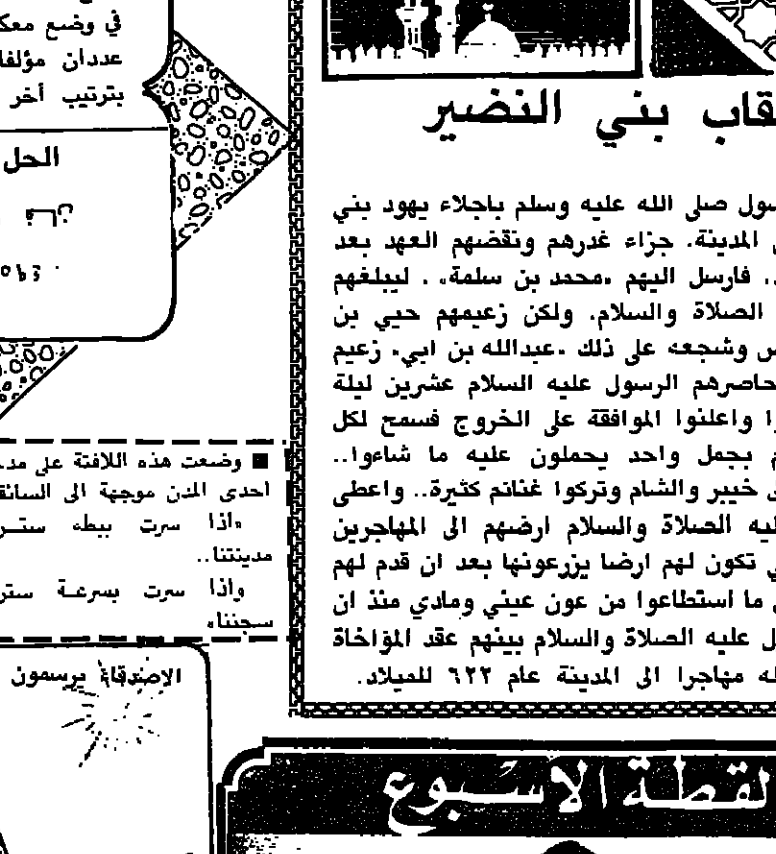 قاب بني النضير
سول صلى الله عليه وسلم باجلاء يهود بني
المدينة. جزاء غدرهم ونقضهم العهد بعد
.. فارسل اليهم «محمد بن سلمة» . ليبلغهم
الصلاة والسلام. ولكن زعيمهم حيي بن
س وشجعه على ذلك «عبدالله بن ابي» زعيم
حاصرهم الرسول عليه السلام عشرين ليلة
وا واعلنوا الموافقة على الخروج فسمح لكل
م بجمل واحد يحملون عليه ما شاءوا..
خيبر والشام وتركوا غنائم كثيرة.. واعطى
ليه الصلاة والسلام ارضهم الى المهاجرين
ي تكون لهم ارضا يزرعونها بعد ان قدم لهم
ما استطاعوا من عون عيني ومادي منذ ان
ل عليه الصلاة والسلام بينهم عقد المؤاخاة
له مهاجرا الى المدينة عام ٦٢٢ للميلاد.
في وضع معك
عددان مؤلفا
بترتيب أخر
الحل
■ وضعت هذه اللافتة على مدخ
احدى المدن موجهة الى السائق
«اذا سرت ببطء ستر
مدينتنا..
واذا سرت بسرعة ستر
سجننا»
الاصدقاء يرسمون
لقطة الأسبوع